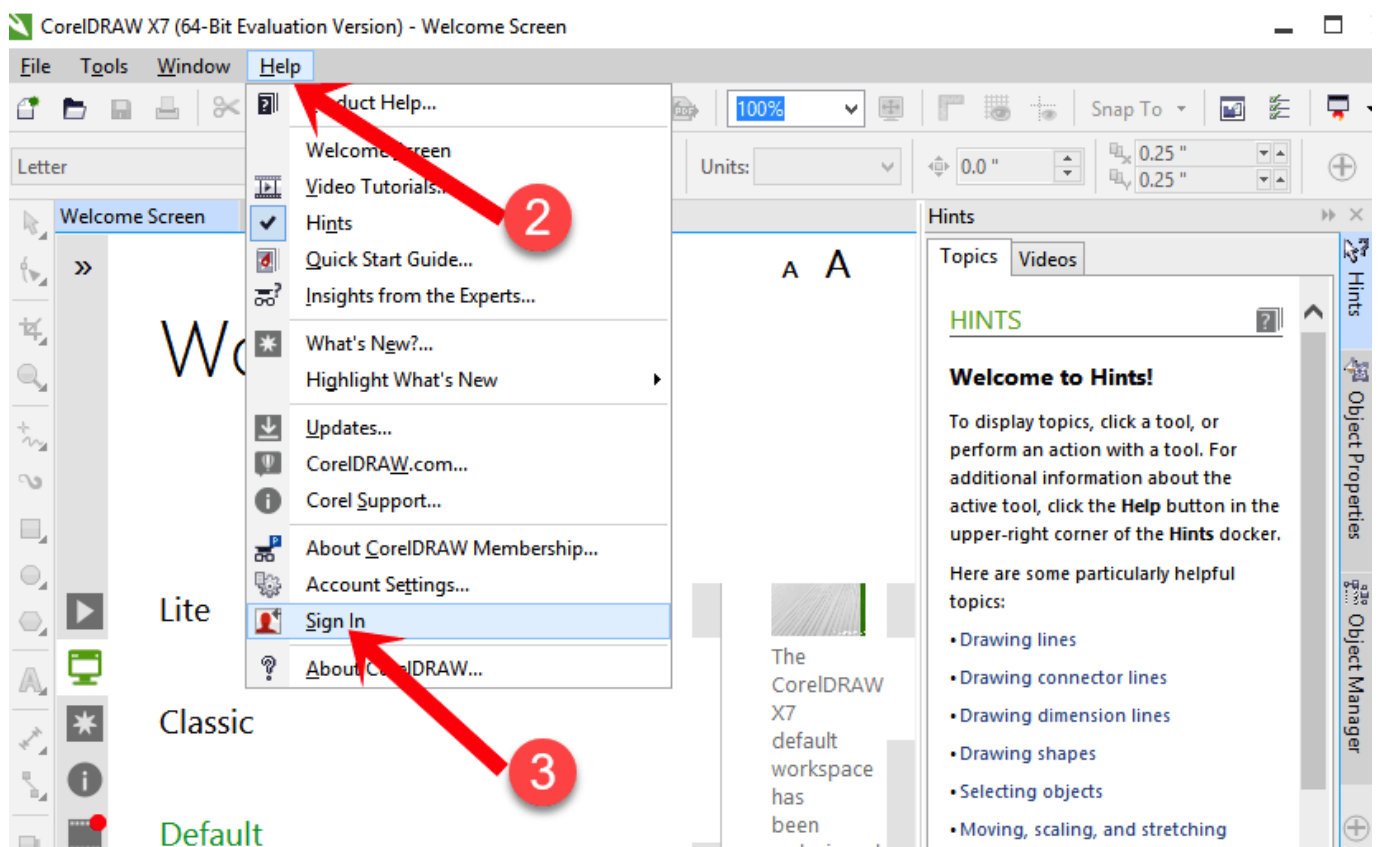 CorelDRAW X7 (64-Bit Evaluation Version) - Welcome Screen
File Tools Window Help
100% Snap To
Letter Units: 0.0 " 0.25 "
0.25 "
Product Help...
Welcome Screen
Video Tutorials...
Hints
Quick Start Guide...
Insights from the Experts...
What's New?...
Highlight What's New
Updates...
CorelDRAW.com...
Corel Support...
About CorelDRAW Membership...
Account Settings...
Sign In
About CorelDRAW...
2
3
Welcome Screen
A A
Wo
Lite
Classic
Default
The
CorelDRAW
X7
default
workspace
has
been
Hints
Topics Videos
HINTS
Welcome to Hints!
To display topics, click a tool, or
perform an action with a tool. For
additional information about the
active tool, click the Help button in the
upper-right corner of the Hints docker.
Here are some particularly helpful
topics:
• Drawing lines
• Drawing connector lines
• Drawing dimension lines
• Drawing shapes
• Selecting objects
• Moving, scaling, and stretching
Hints
Object Properties
Object Manager